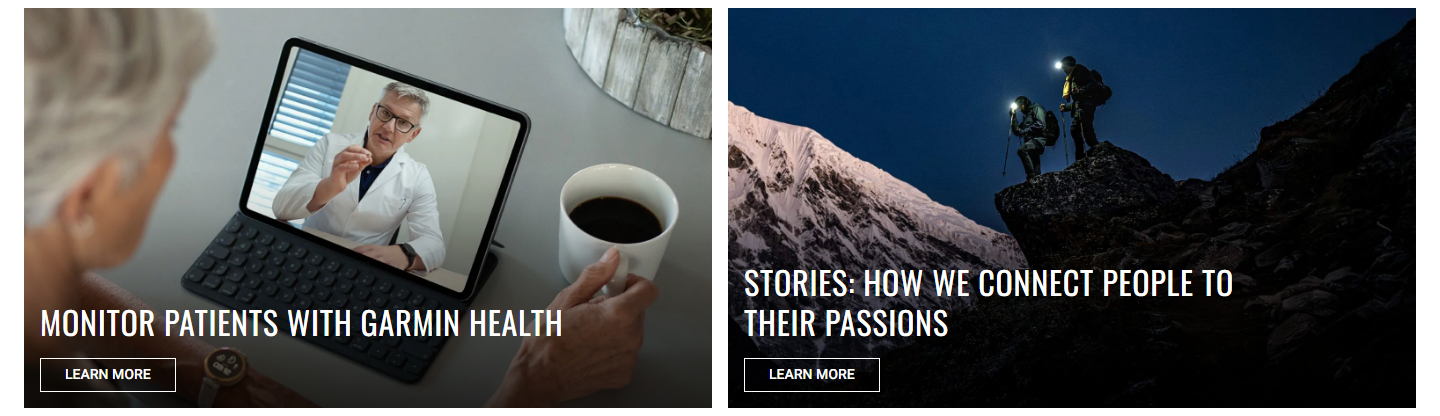 MONITOR PATIENTS WITH GARMIN HEALTH
LEARN MORE
STORIES: HOW WE CONNECT PEOPLE TO
THEIR PASSIONS
LEARN MORE